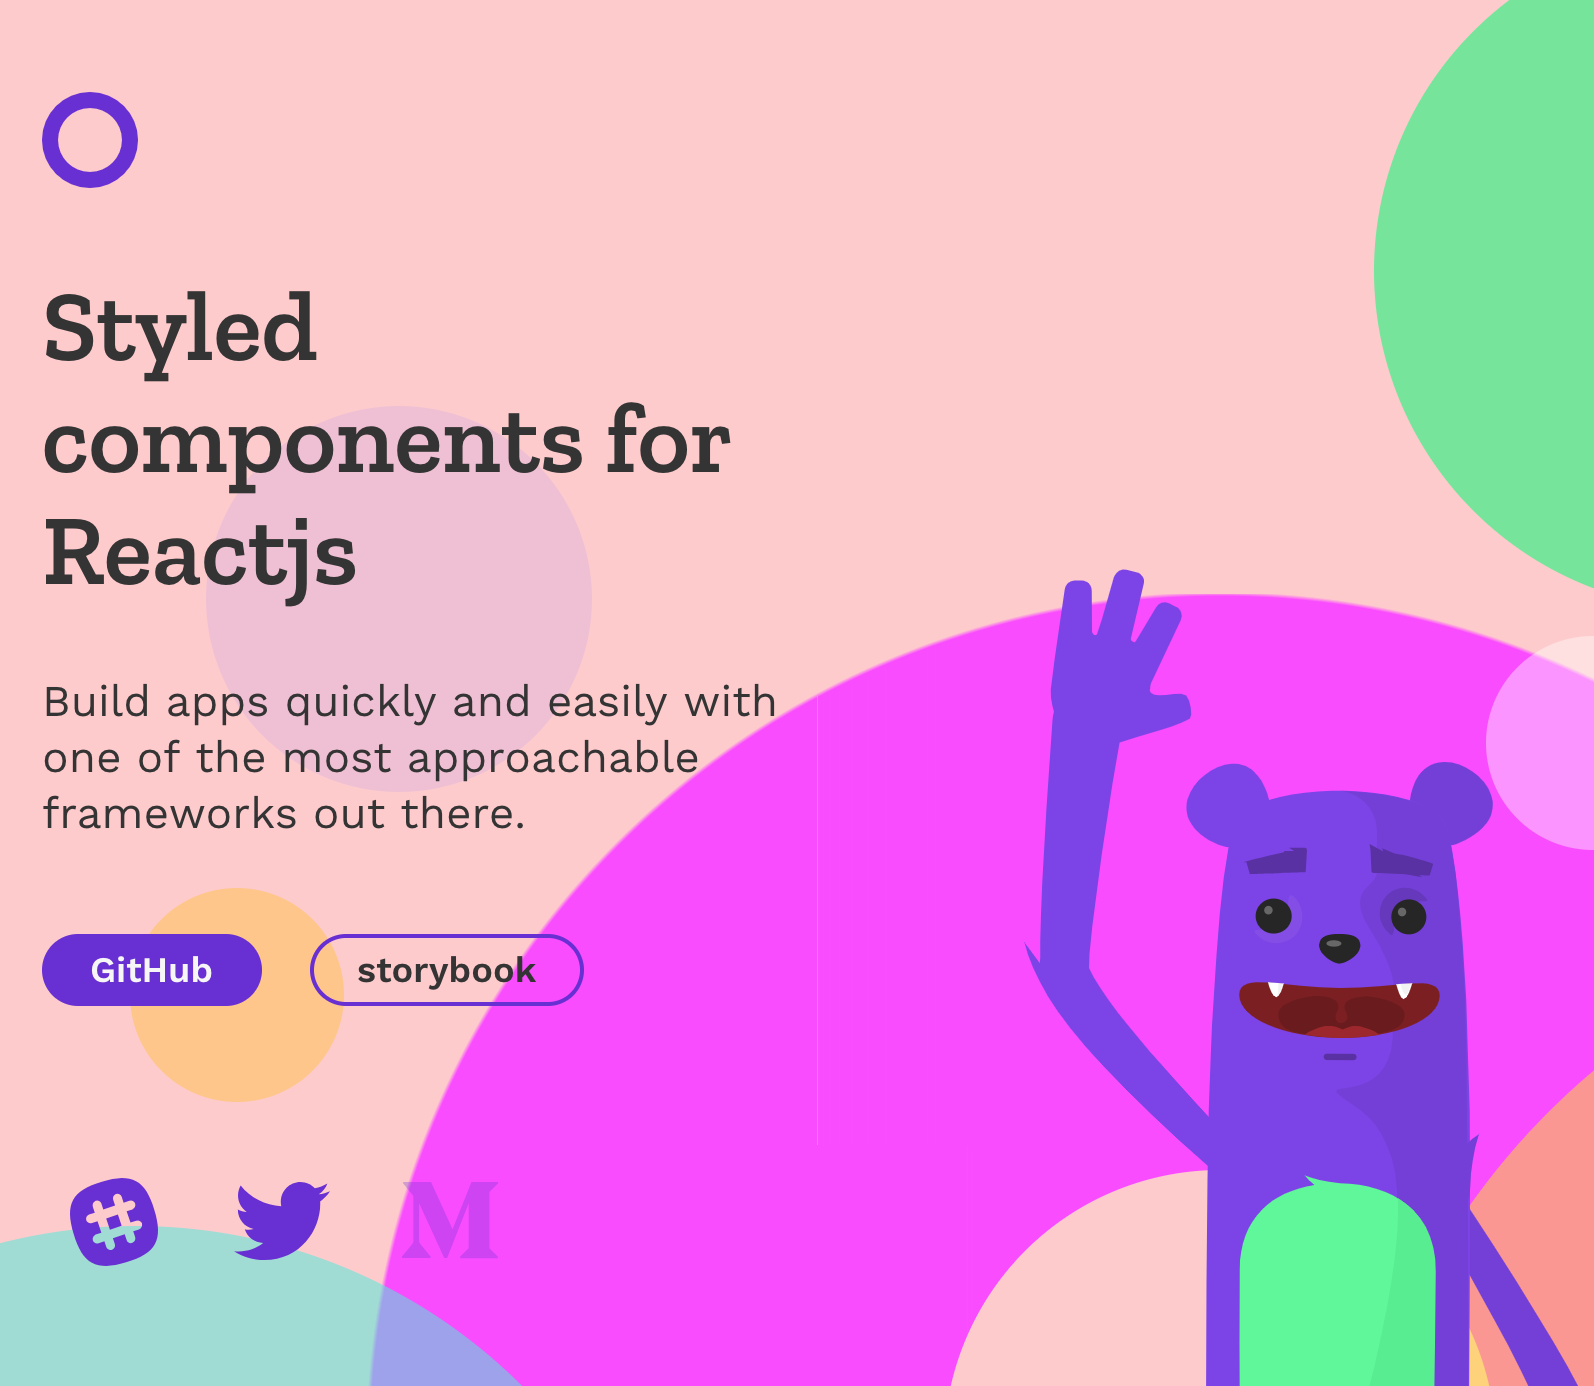 Styled
components for
Reactjs
Build apps quickly and easily with
one of the most approachable
frameworks out there.
GitHub
storybook
M